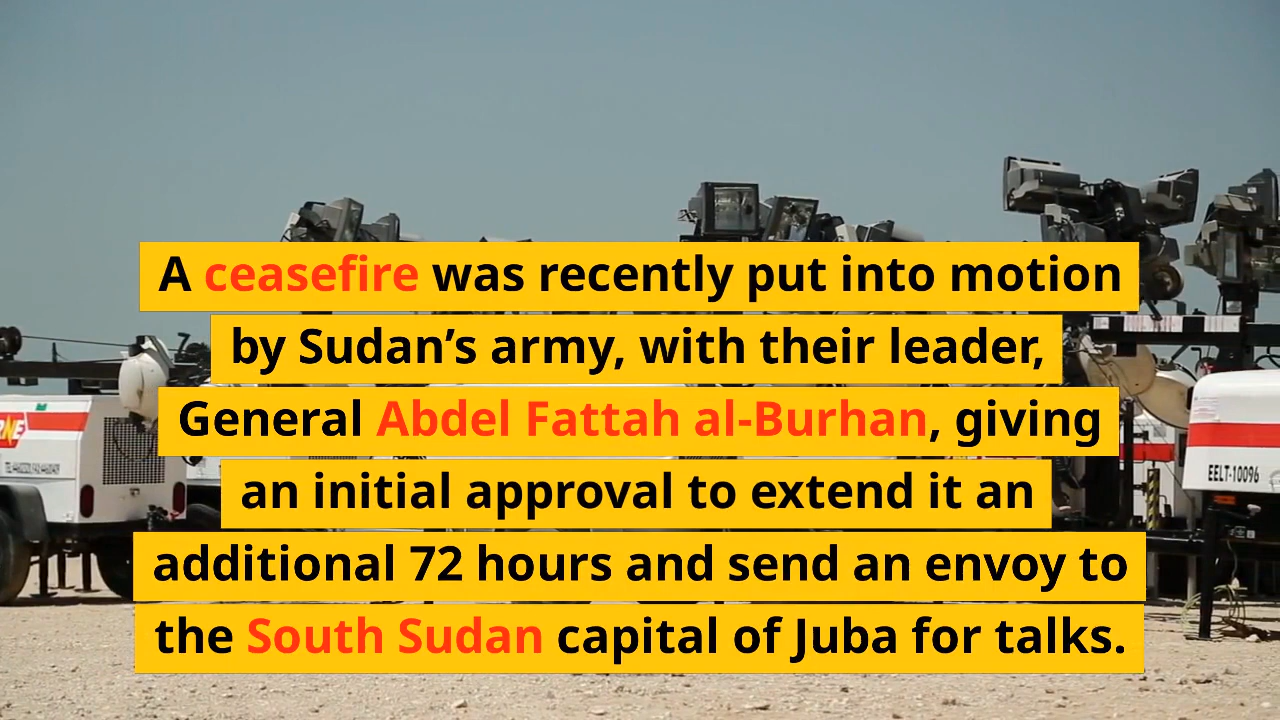 A ceasefire was recently put into motion
by Sudan’s army, with their leader,
General Abdel Fattah al-Burhan, giving
an initial approval to extend it an
additional 72 hours and send an envoy to
the South Sudan capital of Juba for talks.
EELT-10096